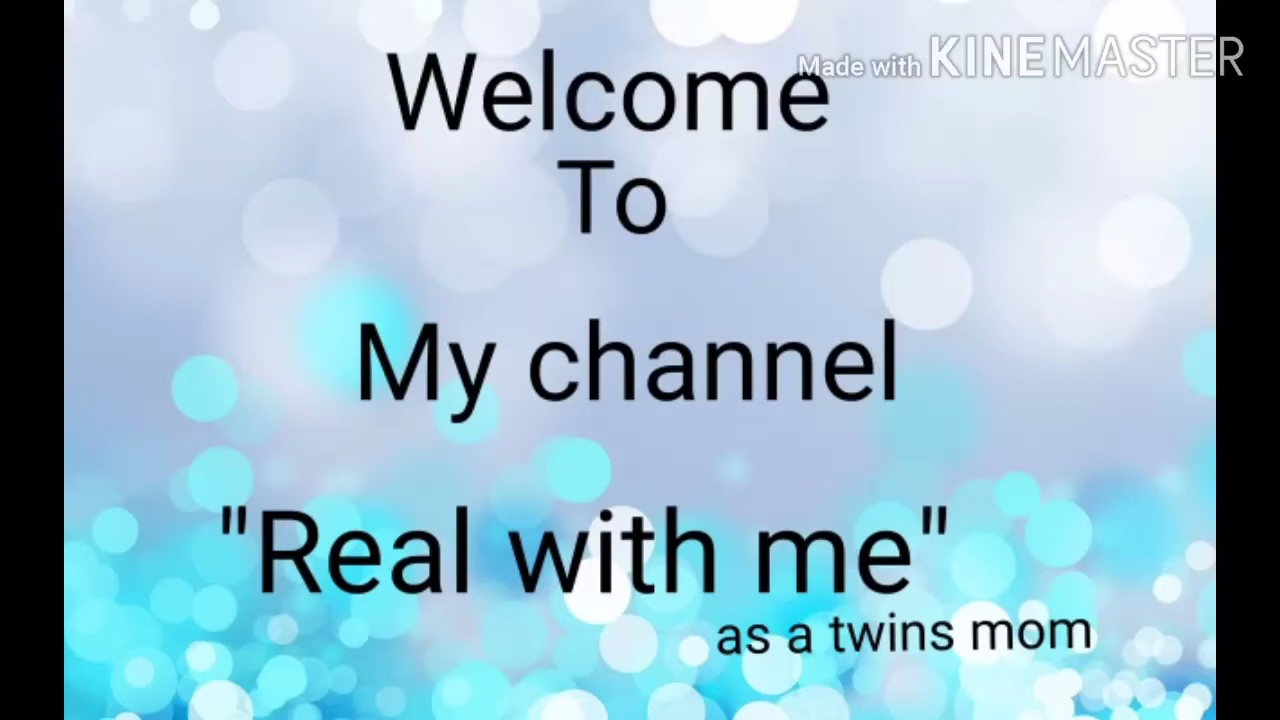 Made with KINEMASTER
Welcome
To
My channel
"Real with me"
as a twins mom